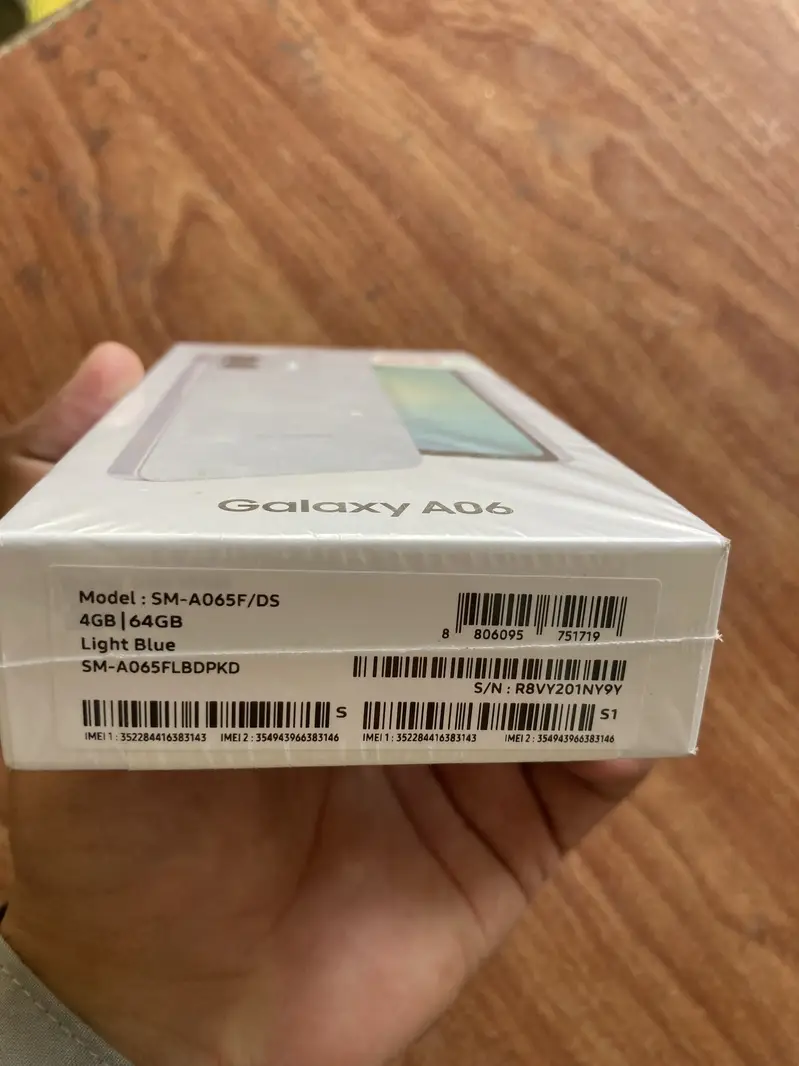 Galaxy A06
Model : SM-A065F/DS
4GB | 64GB
Light Blue
SM-A065FLBDPKD
8 806095 751719
S/N : R8VY201NY9Y
S
IMEI 1 : 352284416383143 IMEI 2 : 354943966383146
S1
IMEI 1 : 352284416383143 IMEI 2 : 354943966383146